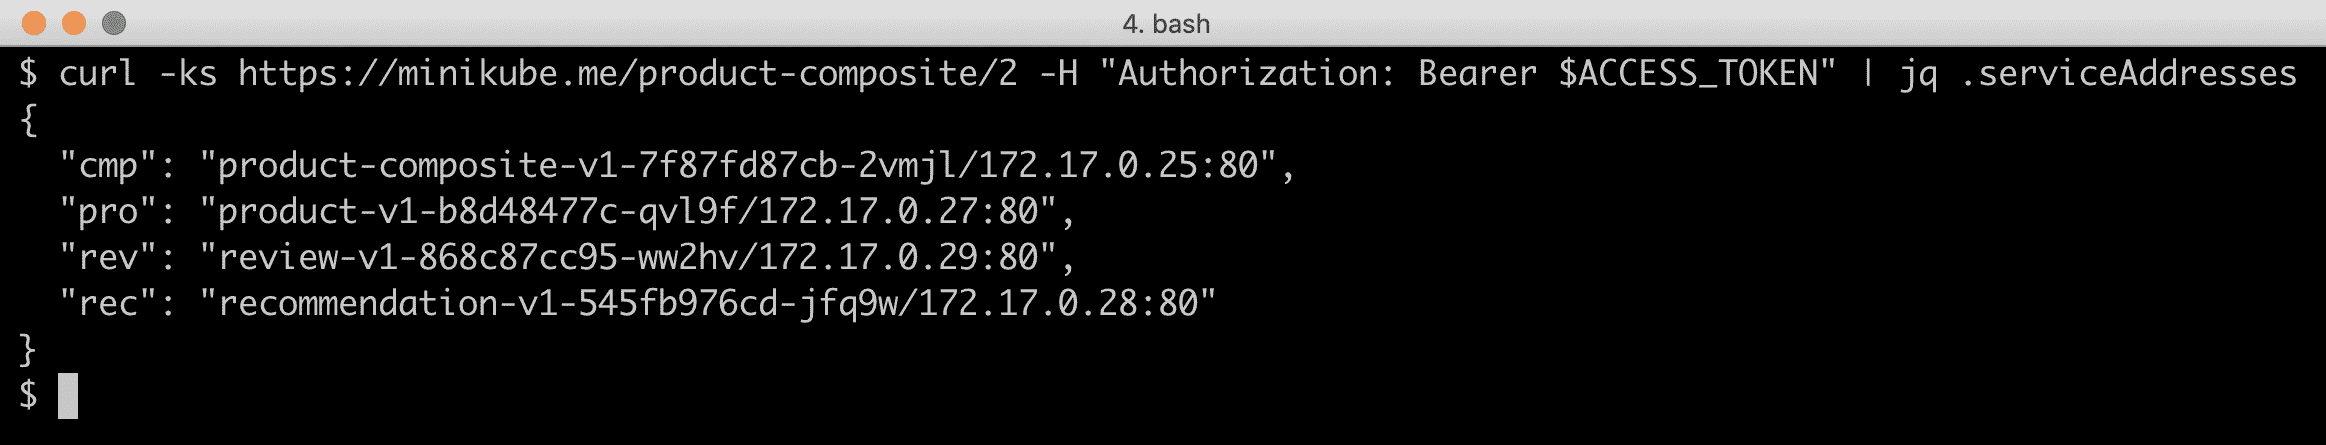 4. bash
$ curl -ks https://minikube.me/product-composite/2 -H "Authorization: Bearer $ACCESS_TOKEN" | jq .serviceAddresses
{
  "cmp": "product-composite-v1-7f87fd87cb-2vmjl/172.17.0.25:80",
  "pro": "product-v1-b8d48477c-qvl9f/172.17.0.27:80",
  "rev": "review-v1-868c87cc95-ww2hv/172.17.0.29:80",
  "rec": "recommendation-v1-545fb976cd-jfq9w/172.17.0.28:80"
}
$